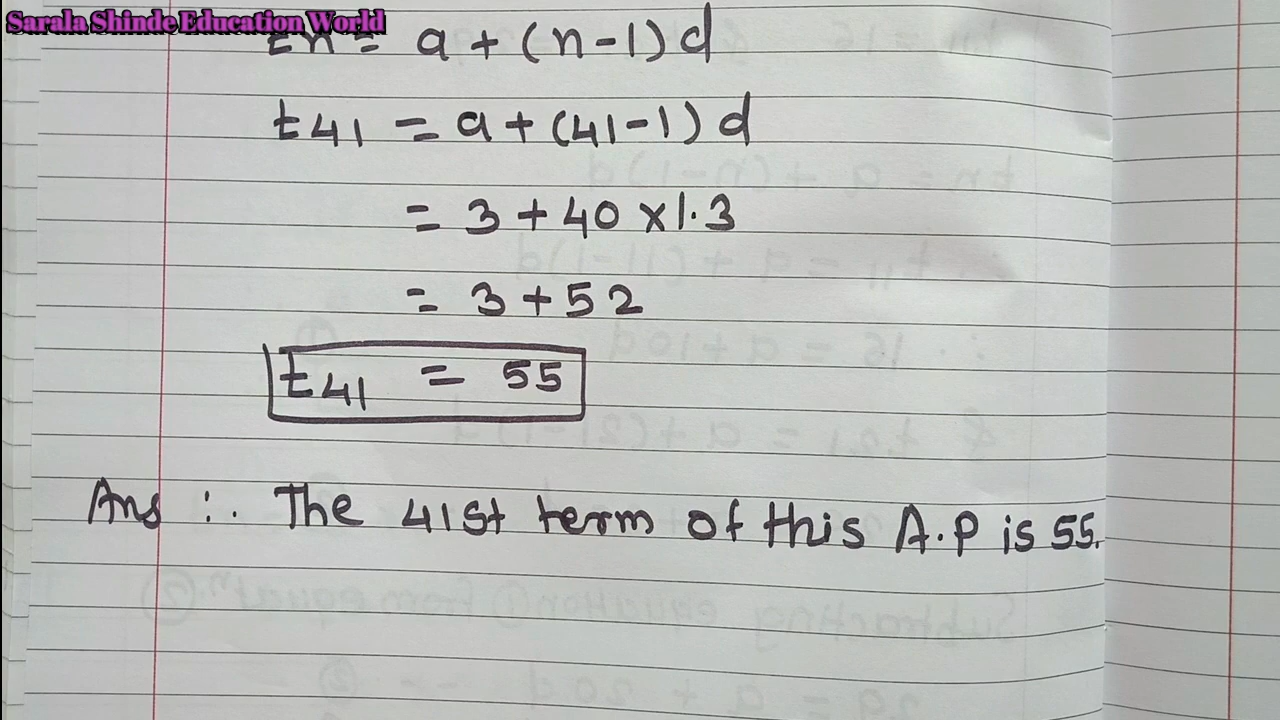 Sarala Shinde Education World
tn = a + (n-1)d
t41 = a + (41-1)d
= 3 + 40 x 1.3
= 3 + 52
t41 = 55
Ans ∴ The 41st term of this A.P is 55.